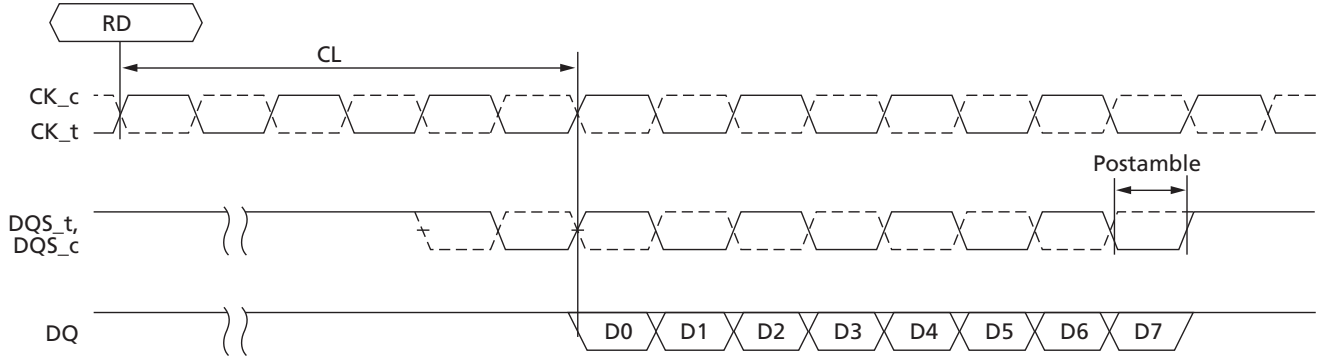 RD
CL
CK_c
CK_t
Postamble
DQS_t,
DQS_c
DQ
D0 D1 D2 D3 D4 D5 D6 D7